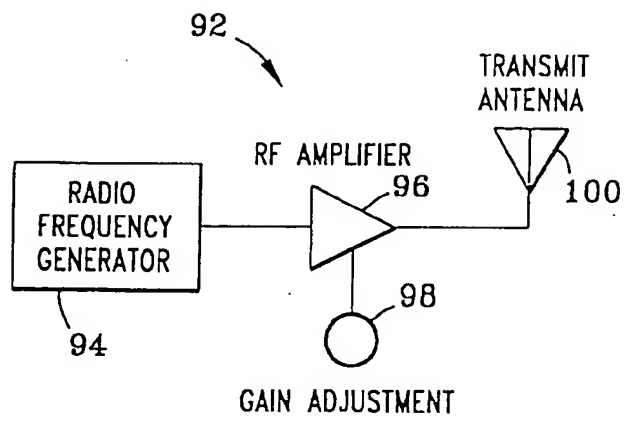 92
TRANSMIT
ANTENNA
RF AMPLIFIER
96
100
RADIO
FREQUENCY
GENERATOR
94
98
GAIN ADJUSTMENT